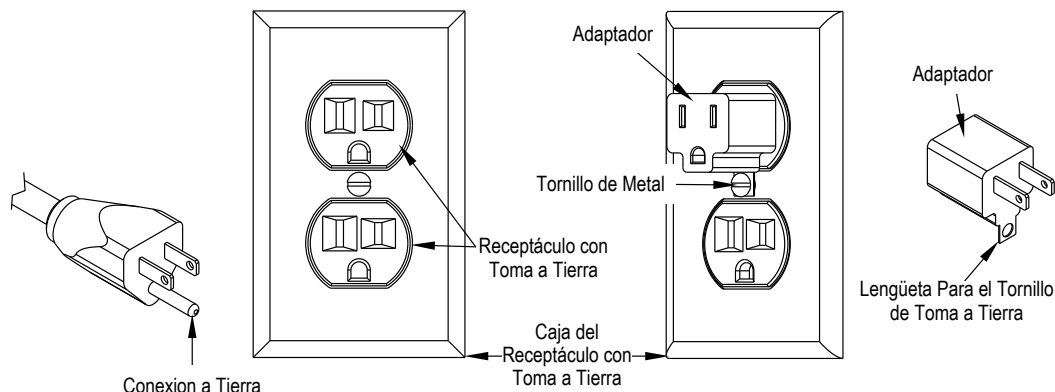 Adaptador
Adaptador
Tornillo de Metal
Receptáculo con
Toma a Tierra
Lengüeta Para el Tornillo
de Toma a Tierra
Caja del
Receptáculo con
Toma a Tierra
Conexion a Tierra